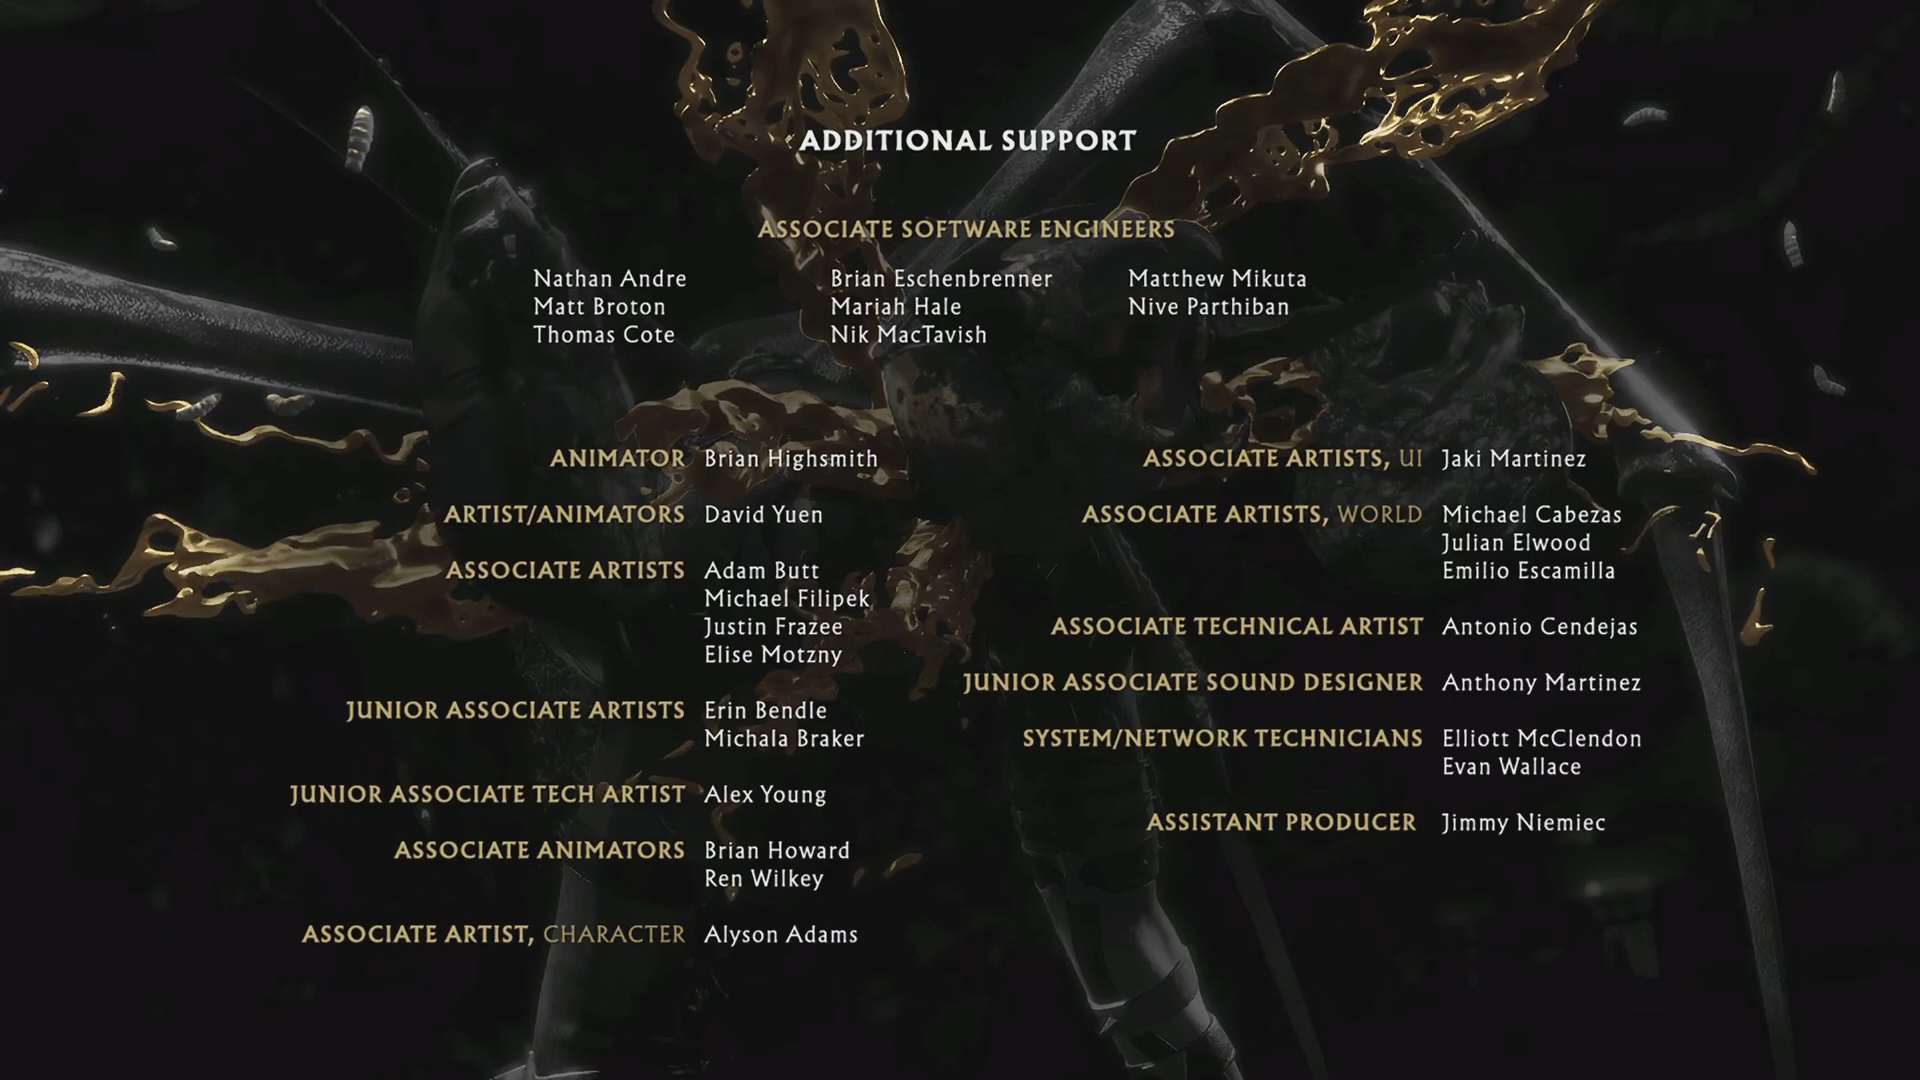 ADDITIONAL SUPPORT
ASSOCIATE SOFTWARE ENGINEERS
Nathan Andre
Matt Broton
Thomas Cote
Brian Eschenbrenner
Mariah Hale
Nik MacTavish
Matthew Mikuta
Nive Parthiban
ANIMATOR Brian Highsmith
ARTIST/ANIMATORS David Yuen
ASSOCIATE ARTISTS Adam Butt
Michael Filipek
Justin Frazee
Elise Motzny
JUNIOR ASSOCIATE ARTISTS Erin Bendle
Michala Braker
JUNIOR ASSOCIATE TECH ARTIST Alex Young
ASSOCIATE ANIMATORS Brian Howard
Ren Wilkey
ASSOCIATE ARTIST, CHARACTER Alyson Adams
ASSOCIATE ARTISTS, UI Jaki Martinez
ASSOCIATE ARTISTS, WORLD Michael Cabezas
Julian Elwood
Emilio Escamilla
ASSOCIATE TECHNICAL ARTIST Antonio Cendejas
JUNIOR ASSOCIATE SOUND DESIGNER Anthony Martinez
SYSTEM/NETWORK TECHNICIANS Elliott McClendon
Evan Wallace
ASSISTANT PRODUCER Jimmy Niemiec